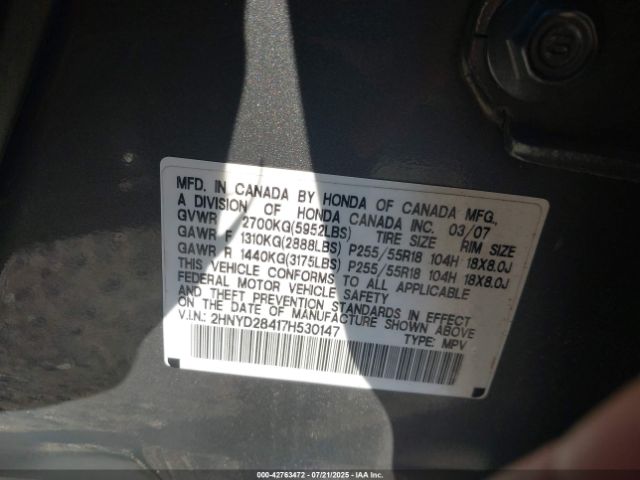 MFD. IN CANADA BY HONDA OF CANADA MFG.,
A DIVISION OF HONDA CANADA INC. 03/07
GVWR 2700KG(5952LBS) TIRE SIZE RIM SIZE
GAWR F 1310KG(2888LBS) P255/55R18 104H 18X8.0J
GAWR R 1440KG(3175LBS) P255/55R18 104H 18X8.0J
THIS VEHICLE CONFORMS TO ALL APPLICABLE
FEDERAL MOTOR VEHICLE SAFETY
AND THEFT PREVENTION STANDARDS IN EFFECT
ON THE DATE OF MANUFACTURE SHOWN ABOVE
V.I.N.: 2HNYD28417H530147 TYPE: MPV
000-42763472 - 07/21/2025 - IAA Inc.